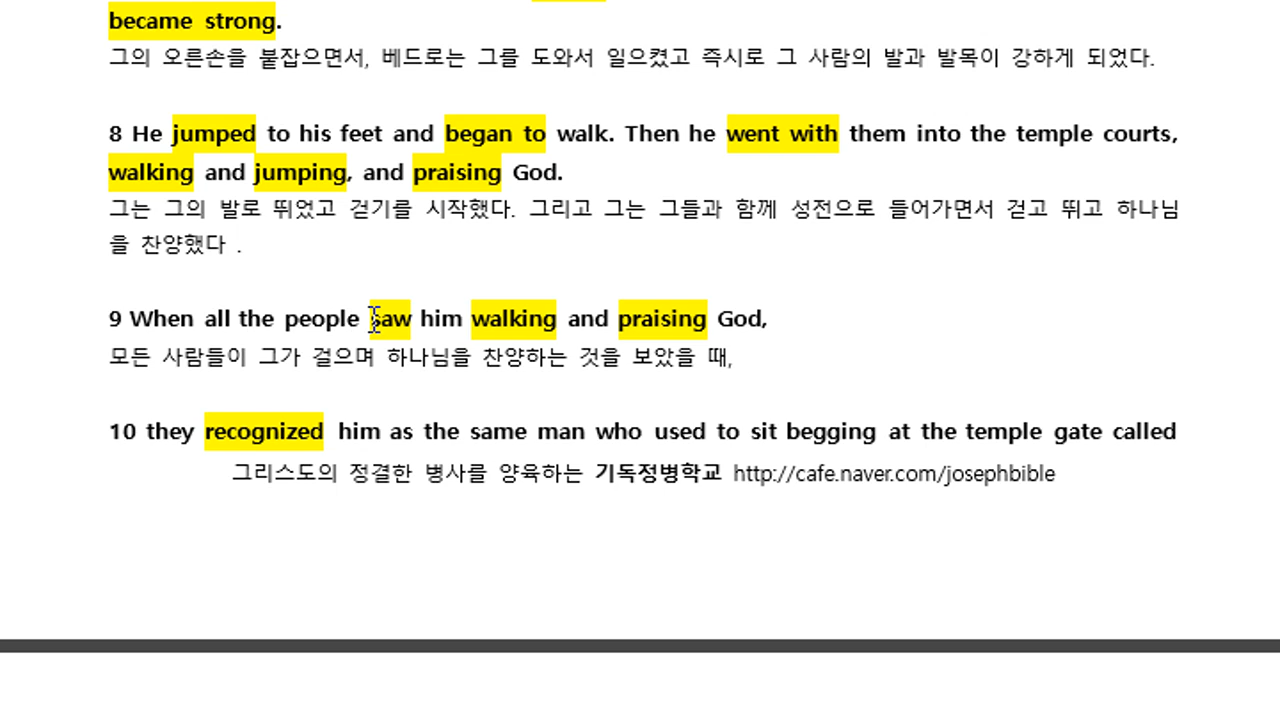 became strong.
그의 오른손을 붙잡으면서, 베드로는 그를 도와서 일으켰고 즉시로 그 사람의 발과 발목이 강하게 되었다.
8 He jumped to his feet and began to walk. Then he went with them into the temple courts,
walking and jumping, and praising God.
그는 그의 발로 뛰었고 걷기를 시작했다. 그리고 그는 그들과 함께 성전으로 들어가면서 걷고 뛰고 하나님
을 찬양했다 .
9 When all the people saw him walking and praising God,
모든 사람들이 그가 걸으며 하나님을 찬양하는 것을 보았을 때,
10 they recognized him as the same man who used to sit begging at the temple gate called
그리스도의 정결한 병사를 양육하는 기독정병학교 http://cafe.naver.com/josephbible